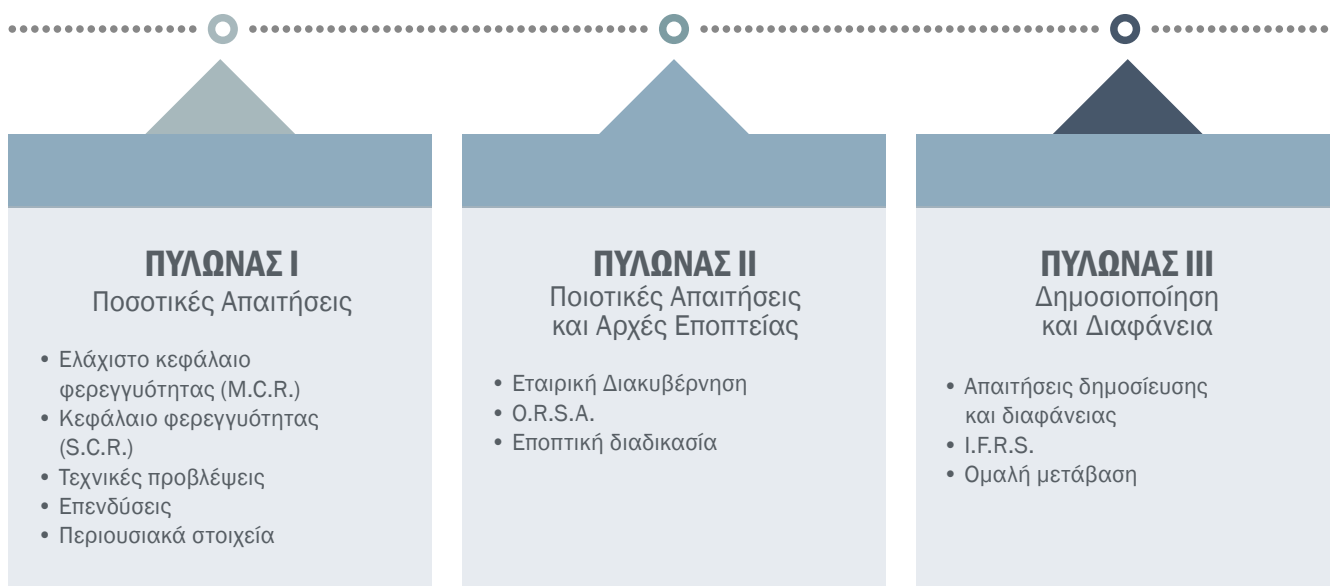 ΠΥΛΩΝΑΣ I
Ποσοτικές Απαιτήσεις
• Ελάχιστο κεφάλαιο
φερεγγυότητας (M.C.R.)
• Κεφάλαιο φερεγγυότητας
(S.C.R.)
• Τεχνικές προβλέψεις
• Επενδύσεις
• Περιουσιακά στοιχεία
ΠΥΛΩΝΑΣ II
Ποιοτικές Απαιτήσεις
και Αρχές Εποπτείας
• Εταιρική Διακυβέρνηση
• O.R.S.A.
• Εποπτική διαδικασία
ΠΥΛΩΝΑΣ III
Δημοσιοποίηση
και Διαφάνεια
• Απαιτήσεις δημοσίευσης
και διαφάνειας
• I.F.R.S.
• Ομαλή μετάβαση